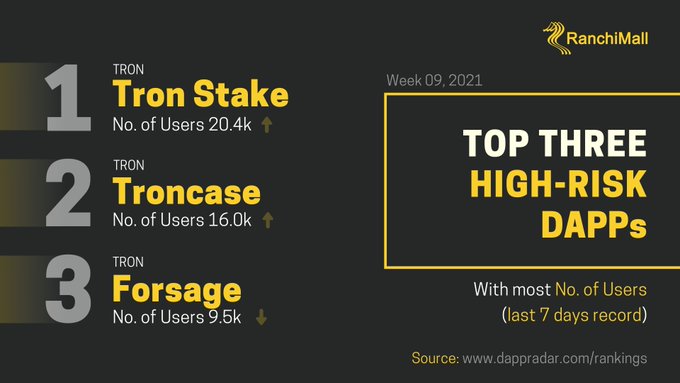 RanchiMall
1
TRON
Tron Stake
No. of Users 20.4k
2
TRON
Troncase
No. of Users 16.0k
3
TRON
Forsage
No. of Users 9.5k
Week 09, 2021
TOP THREE
HIGH-RISK
DAPPs
With most No. of Users
(last 7 days record)
Source: www.dappradar.com/rankings